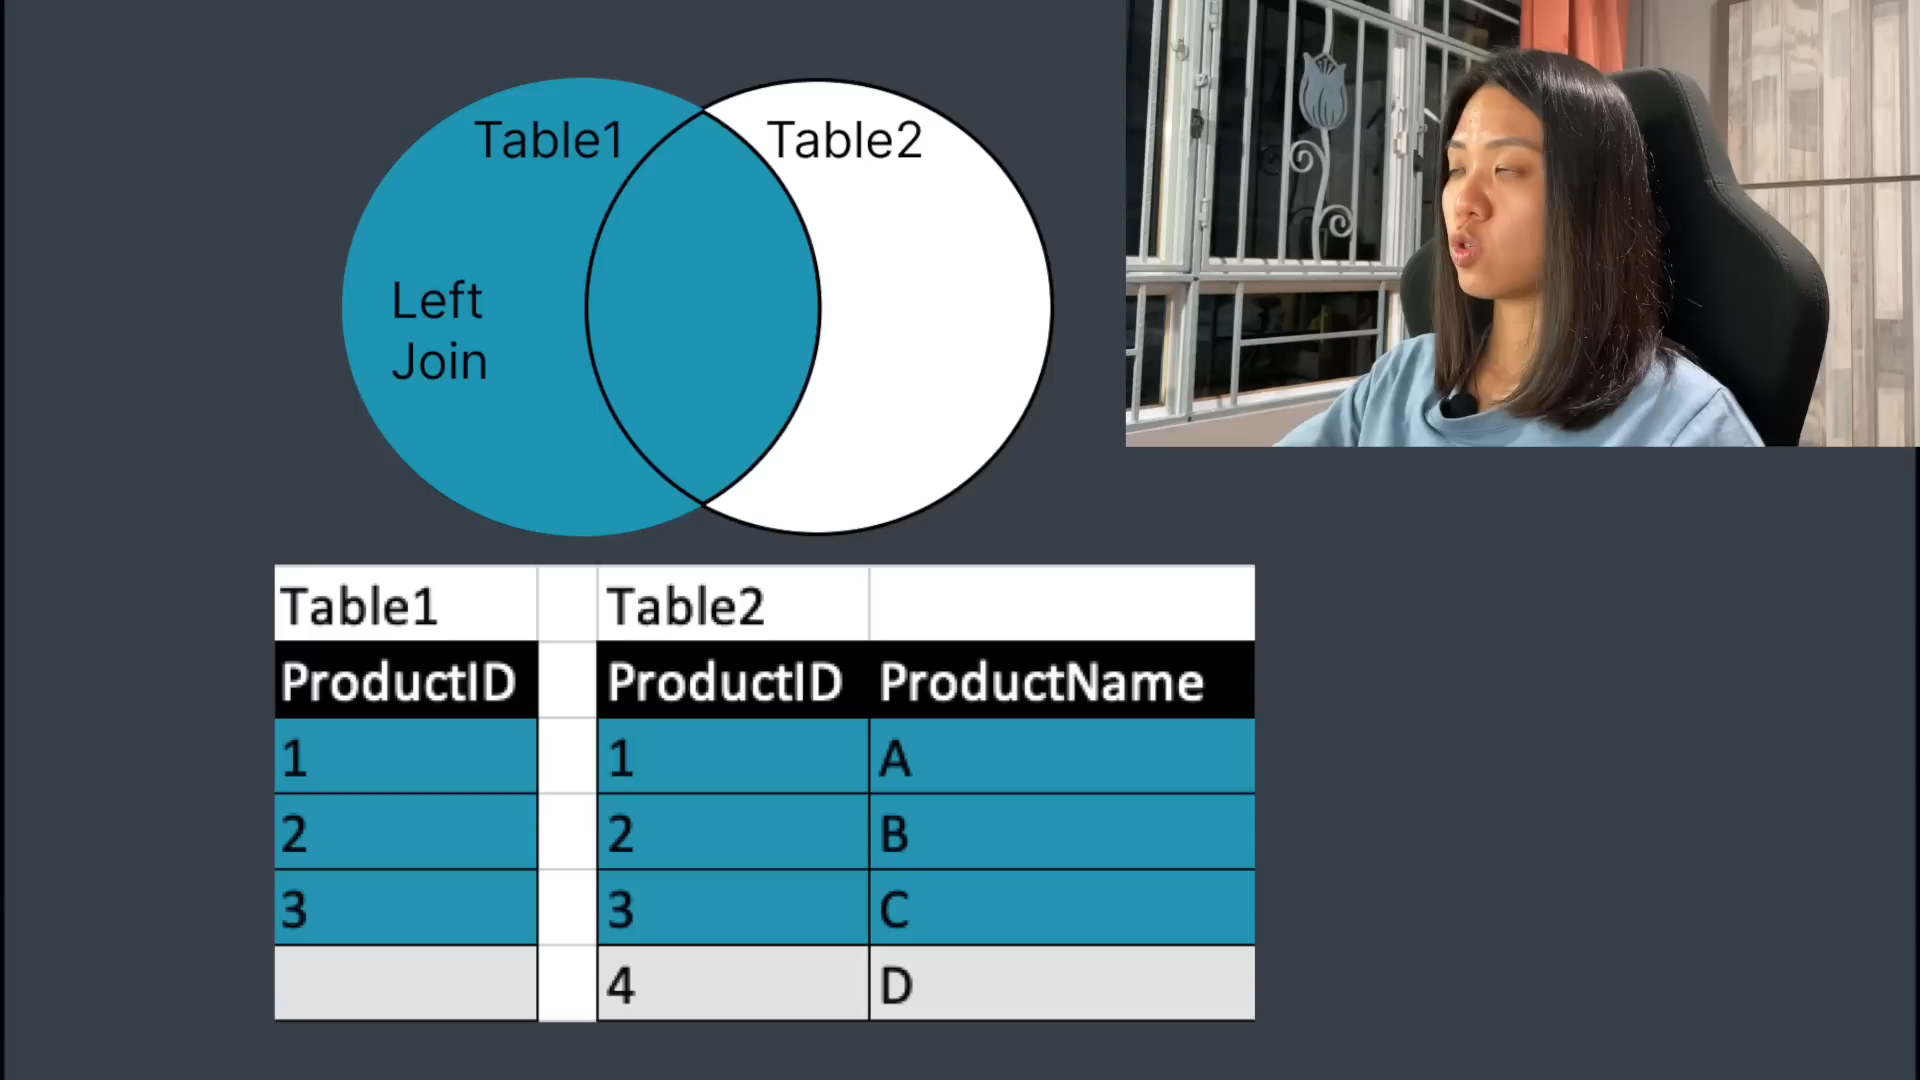 Table1 Table2
Left
Join
Table1 Table2
ProductID ProductID ProductName
1 1 A
2 2 B
3 3 C
4 D